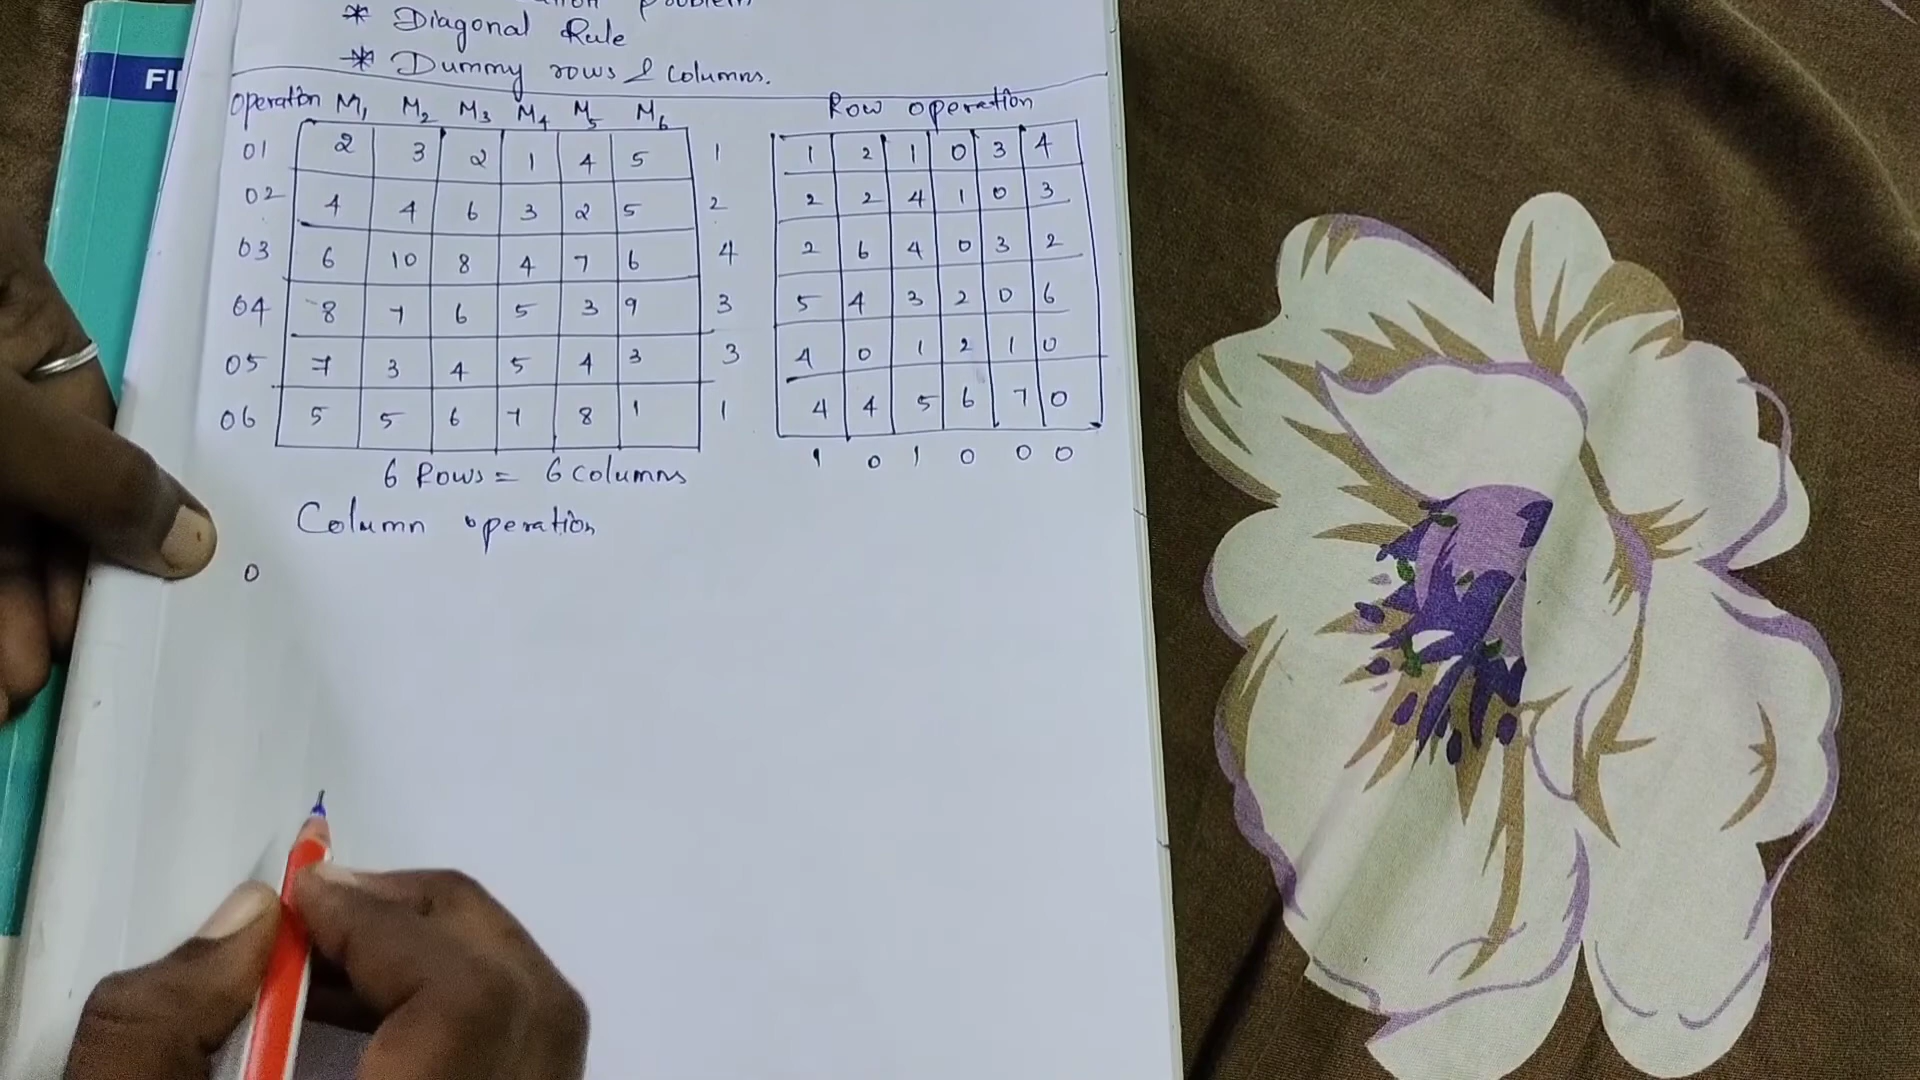 Problem
* Diagonal Rule
* Dummy rows & columns.
operation M1 M2 M3 M4 M5 M6
01 2 3 2 1 4 5 1
02 4 4 6 3 2 5 2
03 6 10 8 4 7 6 4
04 8 7 6 5 3 9 3
05 7 3 4 5 4 3 3
06 5 5 6 7 8 1 1
6 Rows = 6 columns
Row operation
1 2 1 0 3 4
2 2 4 1 0 3
2 6 4 0 3 2
5 4 3 2 0 6
4 0 1 2 1 0
4 4 5 6 7 0
1 0 1 0 0 0
Column operation
0
FI